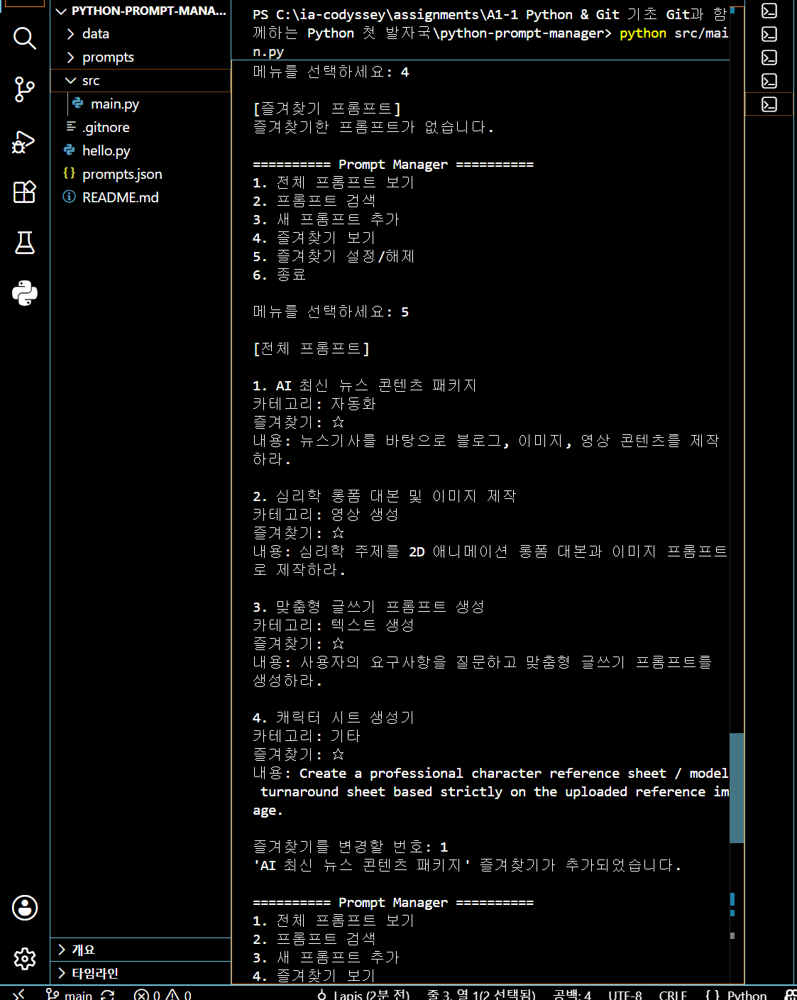 PYTHON-PROMPT-MANA...
data
prompts
src
main.py
.gitnore
hello.py
prompts.json
README.md
개요
타임라인
PS C:\ia-codyssey\assignments\A1-1 Python & Git 기초 Git과 함
께하는 Python 첫 발자국\python-prompt-manager> python src/mai
n.py
메뉴를 선택하세요: 4
[즐겨찾기 프롬프트]
즐겨찾기한 프롬프트가 없습니다.
========== Prompt Manager ==========
1. 전체 프롬프트 보기
2. 프롬프트 검색
3. 새 프롬프트 추가
4. 즐겨찾기 보기
5. 즐겨찾기 설정/해제
6. 종료
메뉴를 선택하세요: 5
[전체 프롬프트]
1. AI 최신 뉴스 콘텐츠 패키지
카테고리: 자동화
즐겨찾기: ☆
내용: 뉴스기사를 바탕으로 블로그, 이미지, 영상 콘텐츠를 제작
하라.
2. 심리학 롱폼 대본 및 이미지 제작
카테고리: 영상 생성
즐겨찾기: ☆
내용: 심리학 주제를 2D 애니메이션 롱폼 대본과 이미지 프롬프트
로 제작하라.
3. 맞춤형 글쓰기 프롬프트 생성
카테고리: 텍스트 생성
즐겨찾기: ☆
내용: 사용자의 요구사항을 질문하고 맞춤형 글쓰기 프롬프트를
생성하라.
4. 캐릭터 시트 생성기
카테고리: 기타
즐겨찾기: ☆
내용: Create a professional character reference sheet / model
turnaround sheet based strictly on the uploaded reference im
age.
즐겨찾기를 변경할 번호: 1
'AI 최신 뉴스 콘텐츠 패키지' 즐겨찾기가 추가되었습니다.
========== Prompt Manager ==========
1. 전체 프롬프트 보기
2. 프롬프트 검색
3. 새 프롬프트 추가
4. 즐겨찾기 보기
main 0 0 Lapis (2분 전) 줄 3, 열 1(2 선택됨) 공백: 4 UTF-8 CRLF { } Python